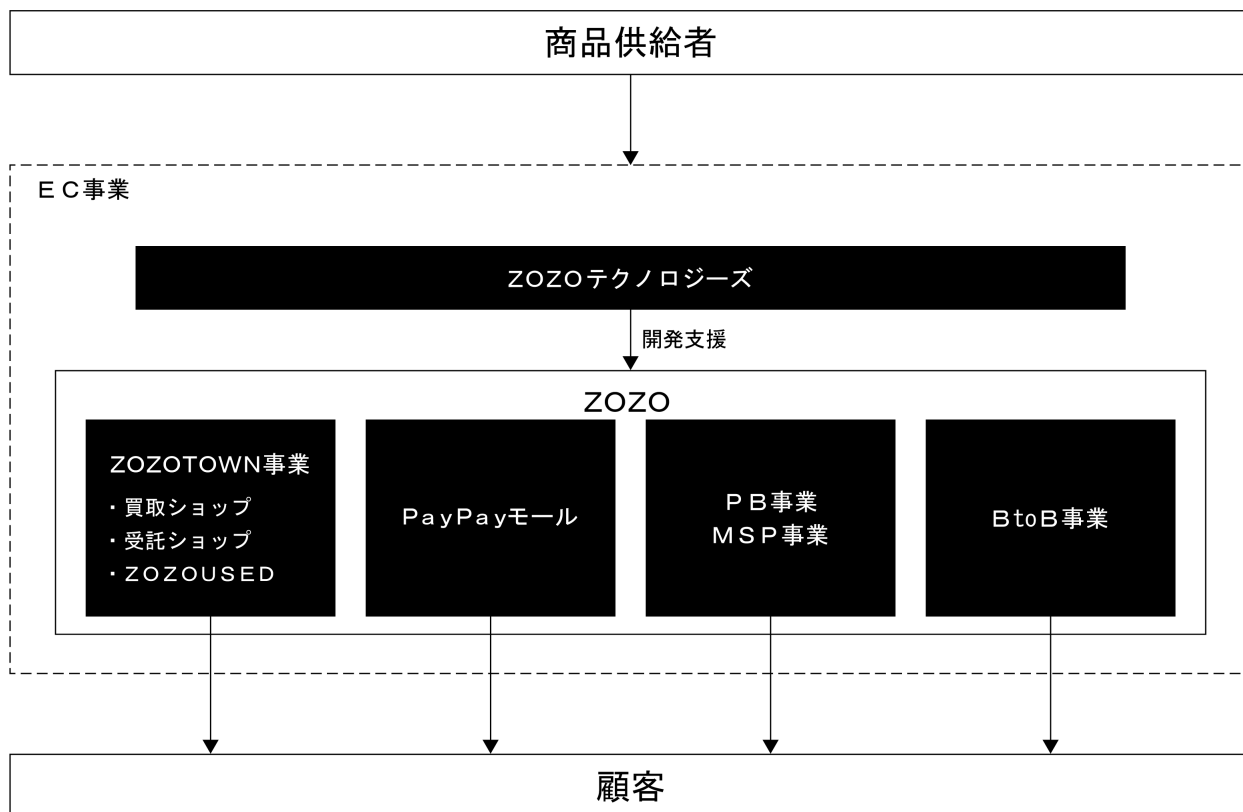 商品供給者
ＥＣ事業
ZOZOテクノロジーズ
開発支援
ZOZO
ZOZOTOWN事業
・買取ショップ
・受託ショップ
・ZOZOUSED
PayPayモール
ＰＢ事業
ＭＳＰ事業
BtoB事業
顧客